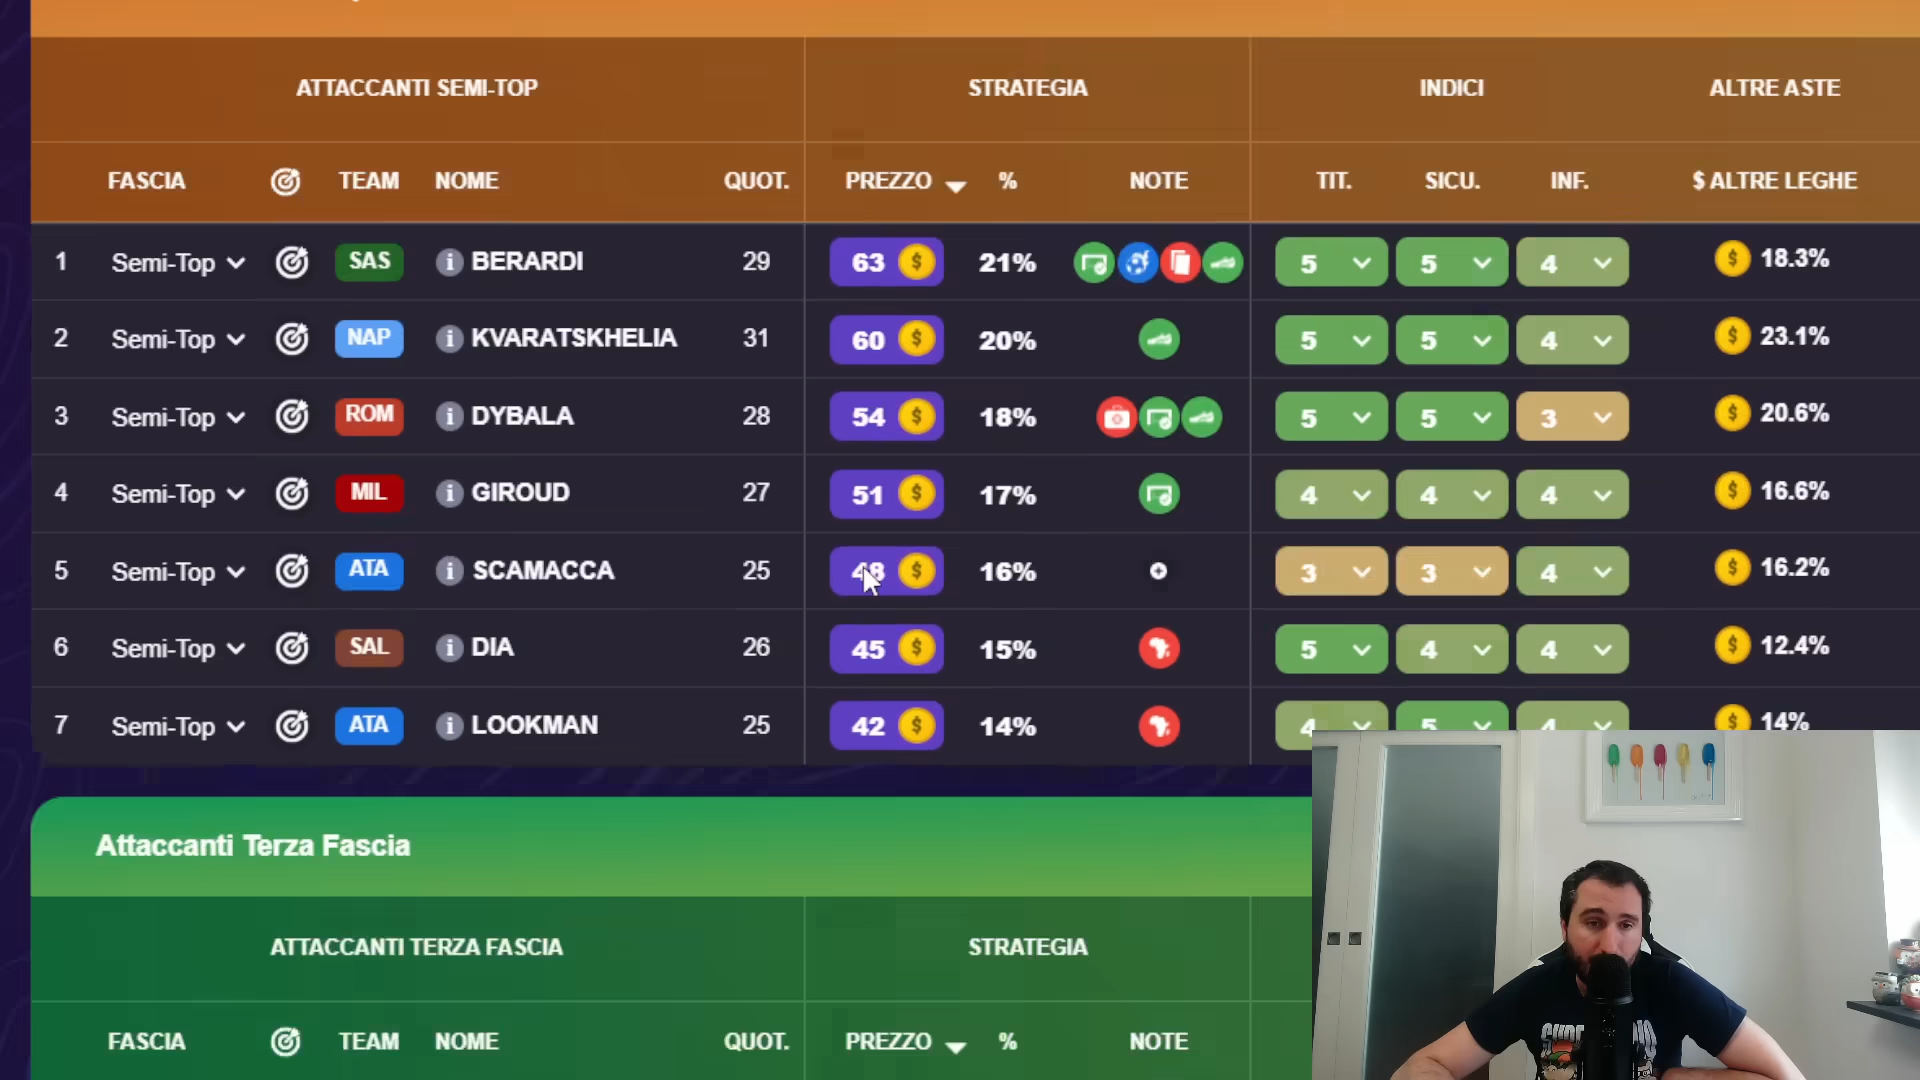 ATTACCANTI SEMI-TOP STRATEGIA INDICI ALTRE ASTE
FASCIA TEAM NOME QUOT. PREZZO % NOTE TIT. SICU. INF. $ ALTRE LEGHE
1 Semi-Top SAS BERARDI 29 63 21% 5 5 4 18.3%
2 Semi-Top NAP KVARATSKHELIA 31 60 20% 5 5 4 23.1%
3 Semi-Top ROM DYBALA 28 54 18% 5 5 3 20.6%
4 Semi-Top MIL GIROUD 27 51 17% 4 4 4 16.6%
5 Semi-Top ATA SCAMACCA 25 48 16% 3 3 4 16.2%
6 Semi-Top SAL DIA 26 45 15% 5 4 4 12.4%
7 Semi-Top ATA LOOKMAN 25 42 14% 4 5 4 14%
Attaccanti Terza Fascia
ATTACCANTI TERZA FASCIA STRATEGIA
FASCIA TEAM NOME QUOT. PREZZO % NOTE